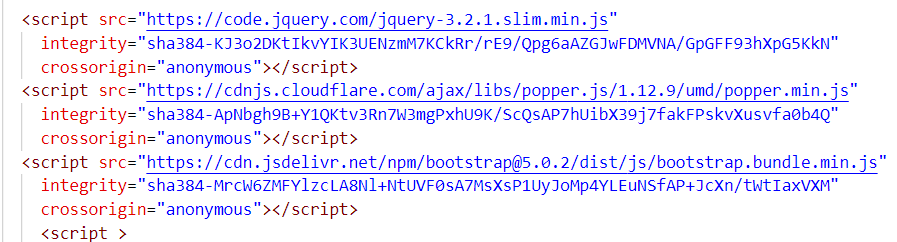 <script src="https://code.jquery.com/jquery-3.2.1.slim.min.js"
integrity="sha384-KJ3o2DKtIkvYIK3UENzmM7KCkRr/rE9/Qpg6aAZGJwFDMVNA/GpGFF93hXpG5KkN"
crossorigin="anonymous"></script>
<script src="https://cdnjs.cloudflare.com/ajax/libs/popper.js/1.12.9/umd/popper.min.js"
integrity="sha384-ApNbgh9B+Y1QKtv3Rn7W3mgPxhU9K/ScQsAP7hUibX39j7fakFPskvXusvfa0b4Q"
crossorigin="anonymous"></script>
<script src="https://cdn.jsdelivr.net/npm/bootstrap@5.0.2/dist/js/bootstrap.bundle.min.js"
integrity="sha384-MrcW6ZMFYlzcLA8Nl+NtUVF0sA7MsXsP1UyJoMp4YLEuNSfAP+JcXn/tWtIaxVXM"
crossorigin="anonymous"></script>
<script >